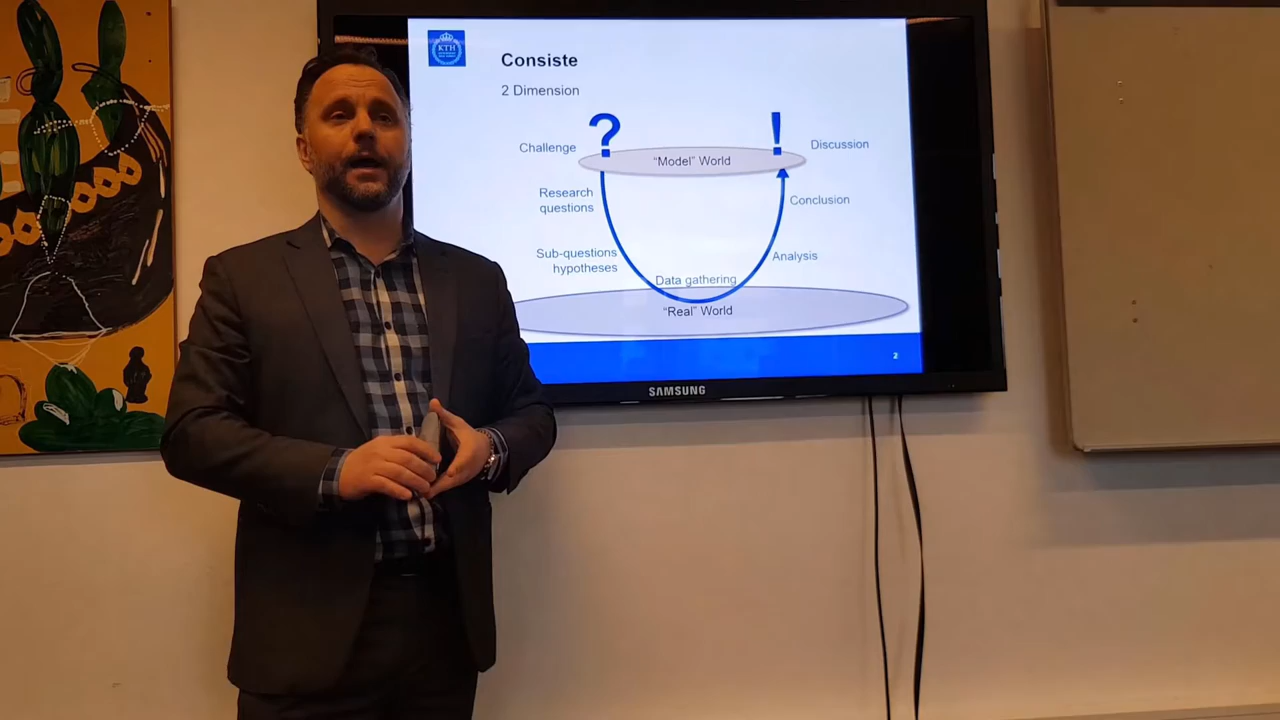 KTH
Consiste
2 Dimension
?
!
Challenge
"Model" World
Discussion
Research
questions
Conclusion
Sub-questions
hypotheses
Analysis
Data gathering
"Real" World
2
SAMSUNG